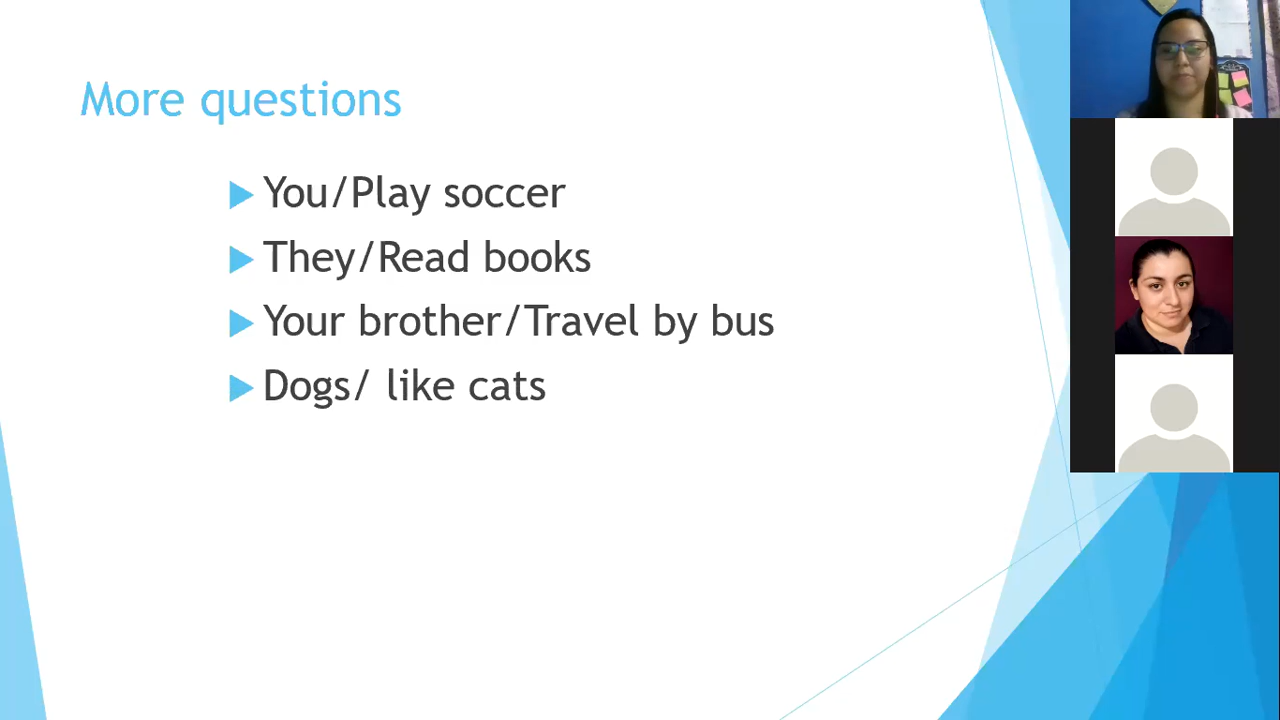 More questions
You/Play soccer
They/Read books
Your brother/Travel by bus
Dogs/ like cats